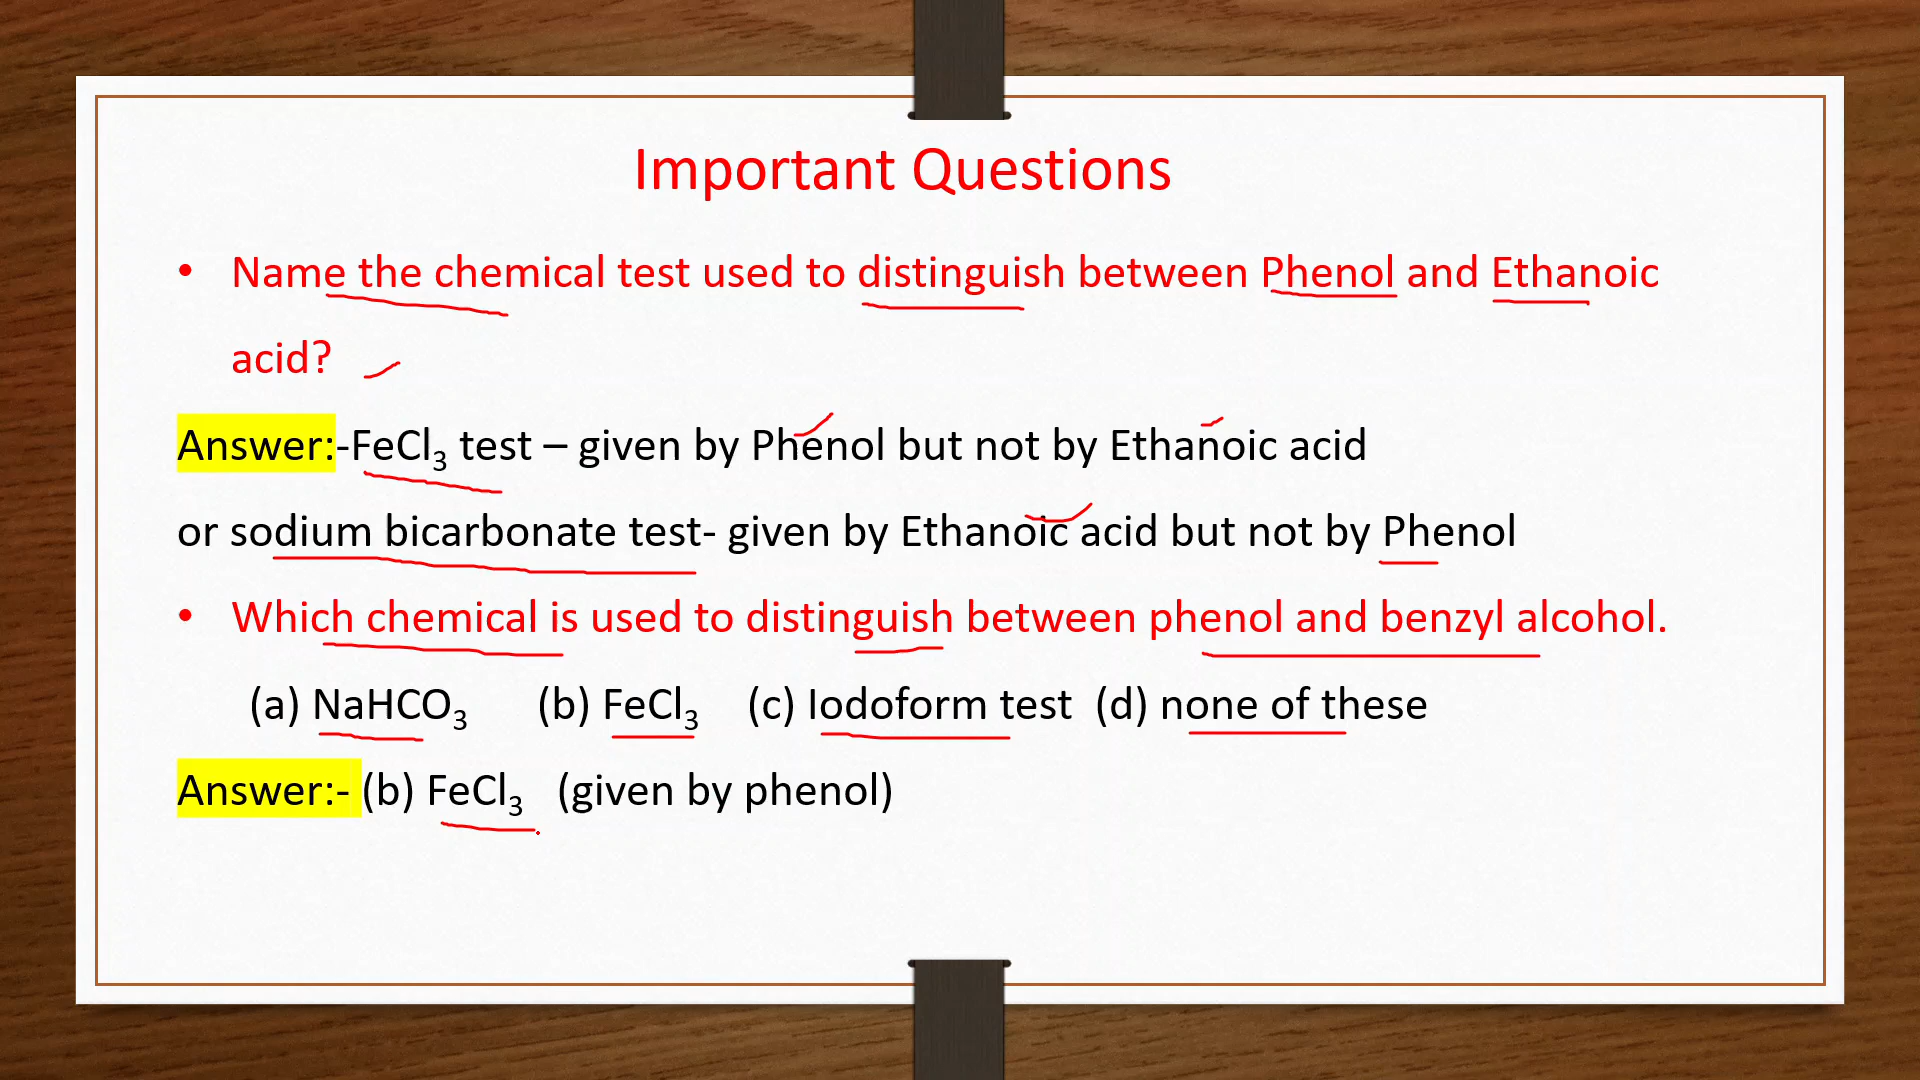 Important Questions
• Name the chemical test used to distinguish between Phenol and Ethanoic
acid?
Answer:-FeCl₃ test – given by Phenol but not by Ethanoic acid
or sodium bicarbonate test- given by Ethanoic acid but not by Phenol
• Which chemical is used to distinguish between phenol and benzyl alcohol.
(a) NaHCO₃ (b) FeCl₃ (c) Iodoform test (d) none of these
Answer:- (b) FeCl₃ (given by phenol)